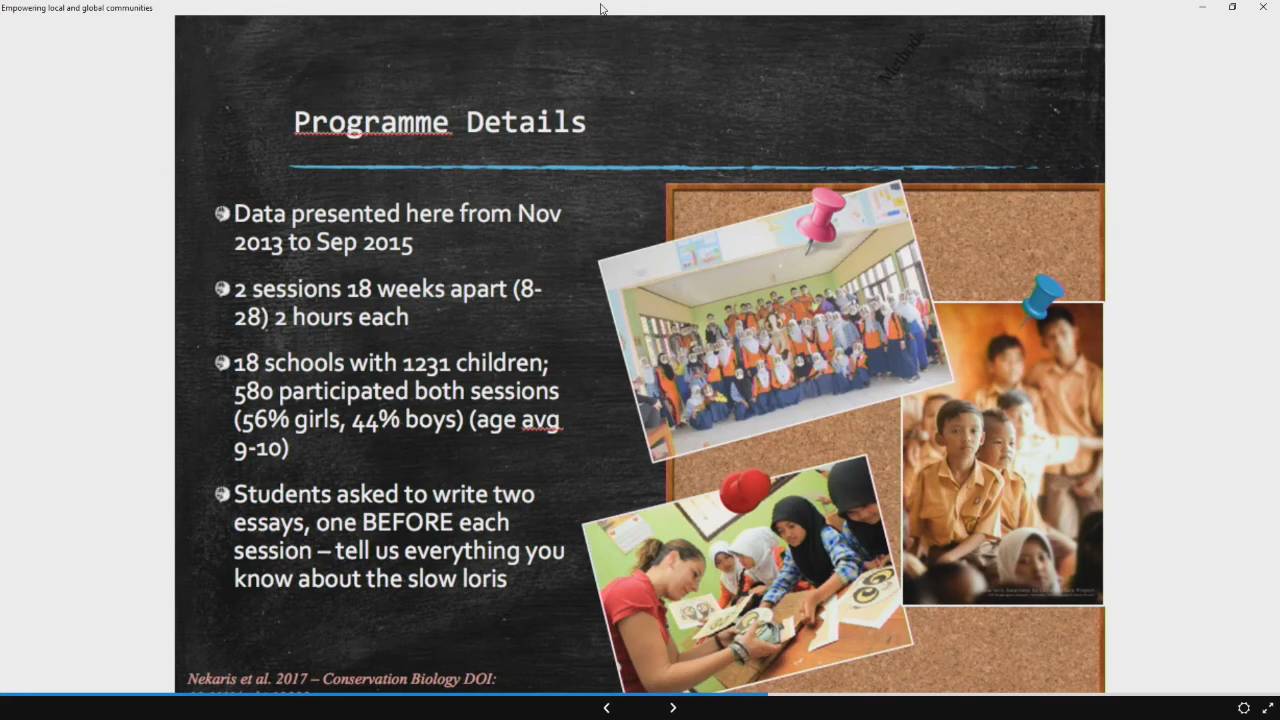 Empowering local and global communities
Methods
Programme Details
Data presented here from Nov
2013 to Sep 2015
2 sessions 18 weeks apart (8-
28) 2 hours each
18 schools with 1231 children;
580 participated both sessions
(56% girls, 44% boys) (age avg
9-10)
Students asked to write two
essays, one BEFORE each
session – tell us everything you
know about the slow loris
Nekaris et al. 2017 – Conservation Biology DOI: